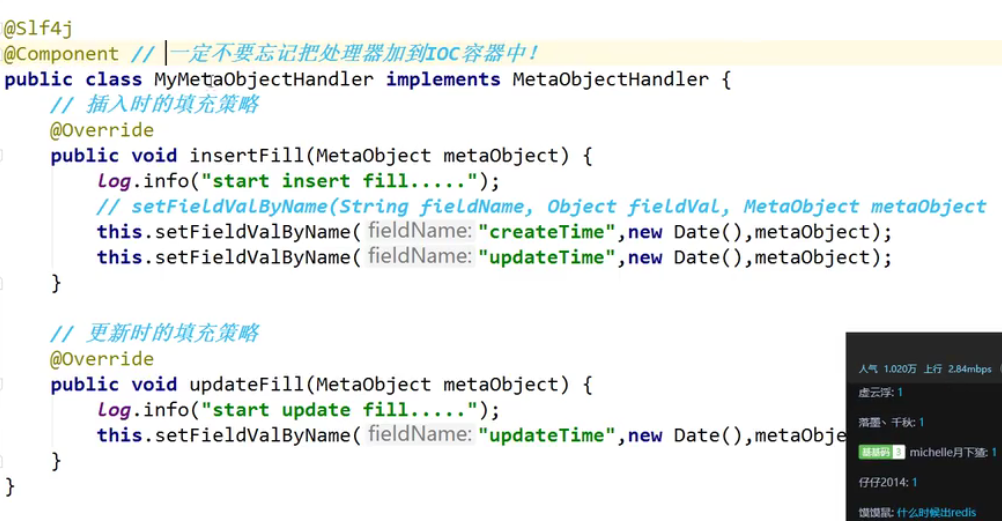 @Slf4j
@Component // 一定不要忘记把处理器加到IOC容器中!
public class MyMetaObjectHandler implements MetaObjectHandler {
// 插入时的填充策略
@Override
public void insertFill(MetaObject metaObject) {
log.info("start insert fill.....");
// setFieldValByName(String fieldName, Object fieldVal, MetaObject metaObject
this.setFieldValByName( fieldName: "createTime",new Date(),metaObject);
this.setFieldValByName( fieldName: "updateTime",new Date(),metaObject);
}
// 更新时的填充策略
@Override
public void updateFill(MetaObject metaObject) {
log.info("start update fill.....");
this.setFieldValByName( fieldName: "updateTime",new Date(),metaObje
}
}
人气 1.020万 上行 2.84mbps
虚云浮: 1
落墨、千秋: 1
基基码 3 michelle月下猹: 1
仔仔2014: 1
馍馍鼠: 什么时候出redis